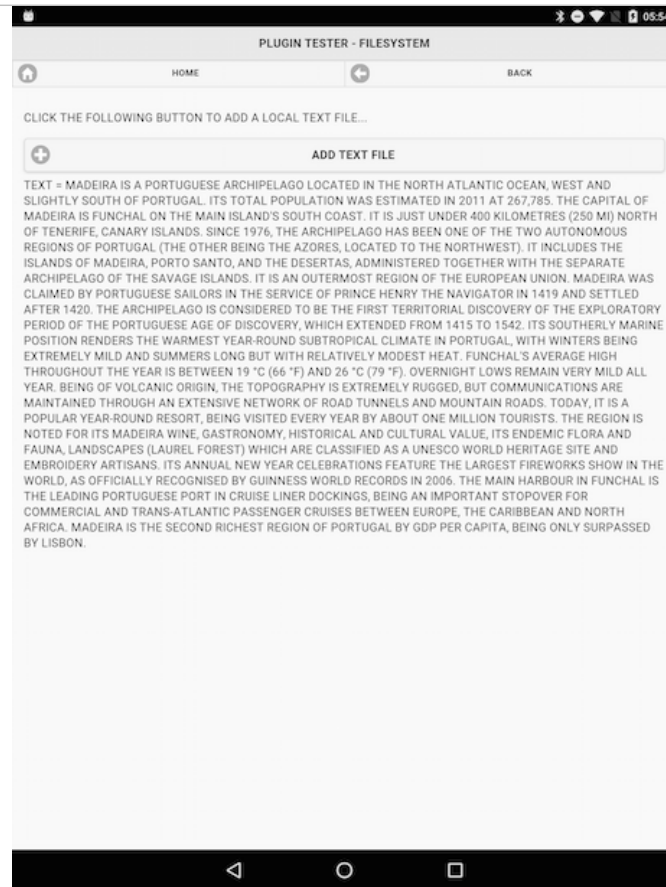 05:54
PLUGIN TESTER - FILESYSTEM
HOME
BACK
CLICK THE FOLLOWING BUTTON TO ADD A LOCAL TEXT FILE...
ADD TEXT FILE
TEXT = MADEIRA IS A PORTUGUESE ARCHIPELAGO LOCATED IN THE NORTH ATLANTIC OCEAN, WEST AND
SLIGHTLY SOUTH OF PORTUGAL. ITS TOTAL POPULATION WAS ESTIMATED IN 2011 AT 267,785. THE CAPITAL OF
MADEIRA IS FUNCHAL ON THE MAIN ISLAND'S SOUTH COAST. IT IS JUST UNDER 400 KILOMETRES (250 MI) NORTH
OF TENERIFE, CANARY ISLANDS. SINCE 1976, THE ARCHIPELAGO HAS BEEN ONE OF THE TWO AUTONOMOUS
REGIONS OF PORTUGAL (THE OTHER BEING THE AZORES, LOCATED TO THE NORTHWEST). IT INCLUDES THE
ISLANDS OF MADEIRA, PORTO SANTO, AND THE DESERTAS, ADMINISTERED TOGETHER WITH THE SEPARATE
ARCHIPELAGO OF THE SAVAGE ISLANDS. IT IS AN OUTERMOST REGION OF THE EUROPEAN UNION. MADEIRA WAS
CLAIMED BY PORTUGUESE SAILORS IN THE SERVICE OF PRINCE HENRY THE NAVIGATOR IN 1419 AND SETTLED
AFTER 1420. THE ARCHIPELAGO IS CONSIDERED TO BE THE FIRST TERRITORIAL DISCOVERY OF THE EXPLORATORY
PERIOD OF THE PORTUGUESE AGE OF DISCOVERY, WHICH EXTENDED FROM 1415 TO 1542. ITS SOUTHERLY MARINE
POSITION RENDERS THE WARMEST YEAR-ROUND SUBTROPICAL CLIMATE IN PORTUGAL, WITH WINTERS BEING
EXTREMELY MILD AND SUMMERS LONG BUT WITH RELATIVELY MODEST HEAT. FUNCHAL'S AVERAGE HIGH
THROUGHOUT THE YEAR IS BETWEEN 19 °C (66 °F) AND 26 °C (79 °F). OVERNIGHT LOWS REMAIN VERY MILD ALL
YEAR. BEING OF VOLCANIC ORIGIN, THE TOPOGRAPHY IS EXTREMELY RUGGED, BUT COMMUNICATIONS ARE
MAINTAINED THROUGH AN EXTENSIVE NETWORK OF ROAD TUNNELS AND MOUNTAIN ROADS. TODAY, IT IS A
POPULAR YEAR-ROUND RESORT, BEING VISITED EVERY YEAR BY ABOUT ONE MILLION TOURISTS. THE REGION IS
NOTED FOR ITS MADEIRA WINE, GASTRONOMY, HISTORICAL AND CULTURAL VALUE, ITS ENDEMIC FLORA AND
FAUNA, LANDSCAPES (LAUREL FOREST) WHICH ARE CLASSIFIED AS A UNESCO WORLD HERITAGE SITE AND
EMBROIDERY ARTISANS. ITS ANNUAL NEW YEAR CELEBRATIONS FEATURE THE LARGEST FIREWORKS SHOW IN THE
WORLD, AS OFFICIALLY RECOGNISED BY GUINNESS WORLD RECORDS IN 2006. THE MAIN HARBOUR IN FUNCHAL IS
THE LEADING PORTUGUESE PORT IN CRUISE LINER DOCKINGS, BEING AN IMPORTANT STOPOVER FOR
COMMERCIAL AND TRANS-ATLANTIC PASSENGER CRUISES BETWEEN EUROPE, THE CARIBBEAN AND NORTH
AFRICA. MADEIRA IS THE SECOND RICHEST REGION OF PORTUGAL BY GDP PER CAPITA, BEING ONLY SURPASSED
BY LISBON.